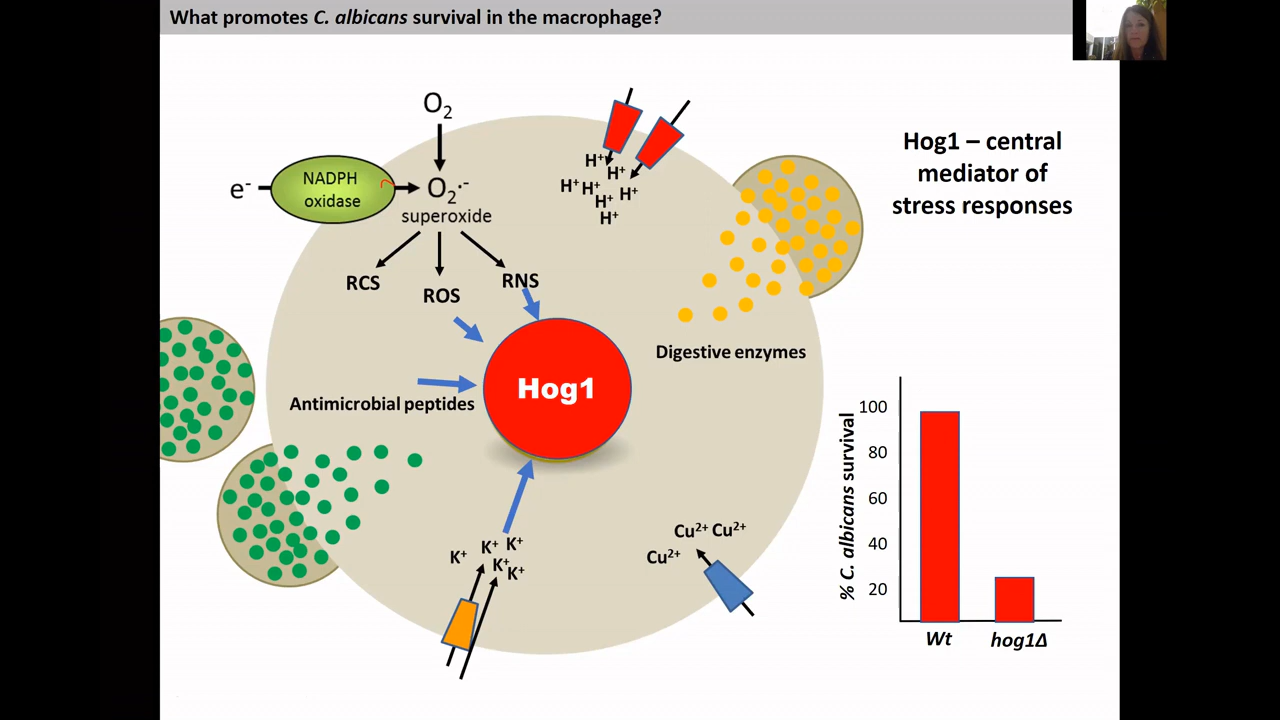 What promotes C. albicans survival in the macrophage?
O₂
e⁻
NADPH
oxidase
O₂·⁻
superoxide
RCS
ROS
RNS
H⁺
H⁺
H⁺
H⁺
H⁺
H⁺
H⁺
Hog1 – central
mediator of
stress responses
Digestive enzymes
Hog1
Antimicrobial peptides
K⁺
K⁺
K⁺
K⁺
K⁺
Cu²⁺ Cu²⁺
Cu²⁺
% C. albicans survival
100
80
60
40
20
Wt
hog1Δ